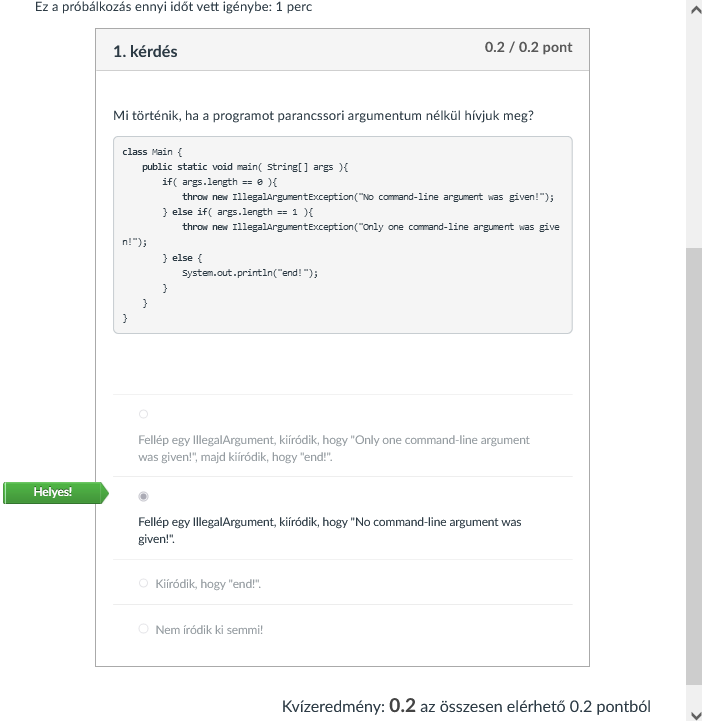 Ez a próbálkozás ennyi időt vett igénybe: 1 perc
1. kérdés
0.2 / 0.2 pont
Mi történik, ha a programot parancssori argumentum nélkül hívjuk meg?
class Main {
public static void main( String[] args ){
if( args.length == 0 ){
throw new IllegalArgumentException("No command-line argument was given!");
} else if( args.length == 1 ){
throw new IllegalArgumentException("Only one command-line argument was give
n!");
} else {
System.out.println("end!");
}
}
}
Fellép egy IllegalArgument, kiíródik, hogy "Only one command-line argument
was given!", majd kiíródik, hogy "end!".
Helyes!
Fellép egy IllegalArgument, kiíródik, hogy "No command-line argument was
given!".
Kiíródik, hogy "end!".
Nem íródik ki semmi!
Kvízeredmény: 0.2 az összesen elérhető 0.2 pontból